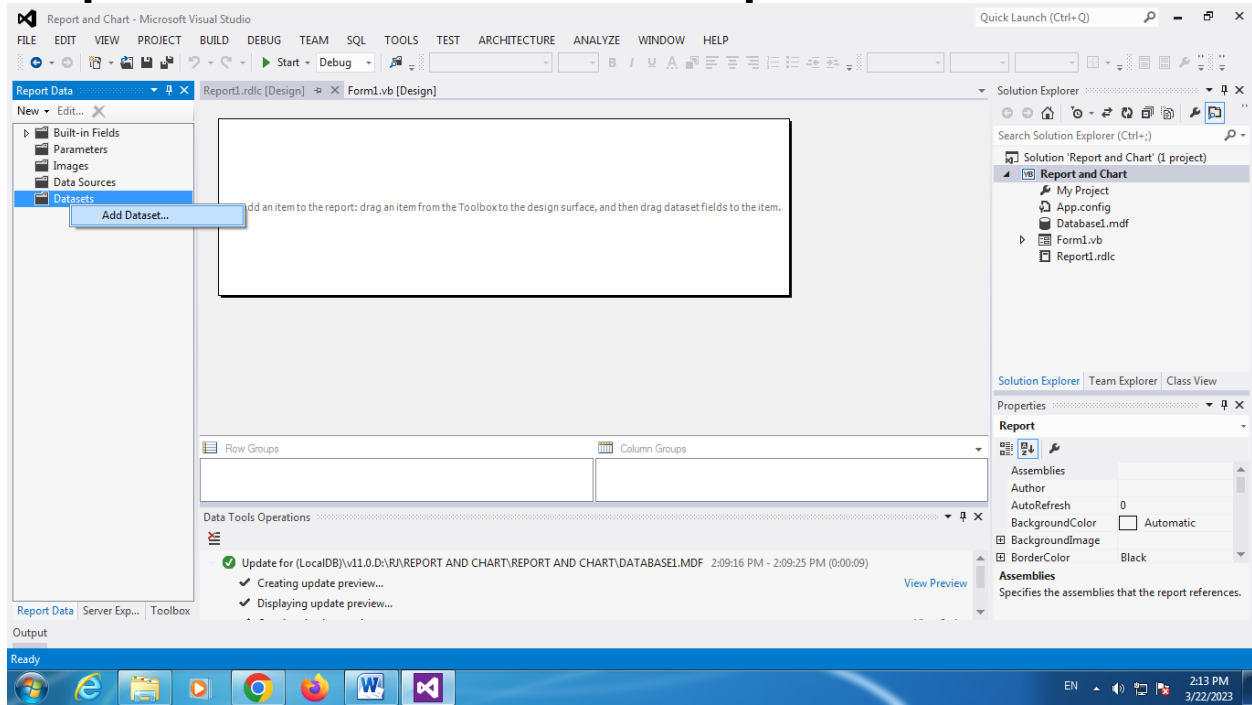 Report and Chart - Microsoft Visual Studio
Quick Launch (Ctrl+Q)
FILE EDIT VIEW PROJECT BUILD DEBUG TEAM SQL TOOLS TEST ARCHITECTURE ANALYZE WINDOW HELP
Start Debug
Report Data
New Edit...
Built-in Fields
Parameters
Images
Data Sources
Datasets
Add Dataset...
Report1.rdlc [Design] Form1.vb [Design]
dd an item to the report: drag an item from the Toolbox to the design surface, and then drag dataset fields to the item.
Row Groups
Column Groups
Data Tools Operations
Update for (LocalDB)\v11.0.D:\RJ\REPORT AND CHART\REPORT AND CHART\DATABASE1.MDF 2:09:16 PM - 2:09:25 PM (0:00:09)
Creating update preview...
View Preview
Displaying update preview...
Report Data Server Exp... Toolbox
Solution Explorer
Search Solution Explorer (Ctrl+;)
Solution 'Report and Chart' (1 project)
VB Report and Chart
My Project
App.config
Database1.mdf
Form1.vb
Report1.rdlc
Solution Explorer Team Explorer Class View
Properties
Report
Assemblies
Author
AutoRefresh 0
BackgroundColor Automatic
BackgroundImage
BorderColor Black
Assemblies
Specifies the assemblies that the report references.
Output
Ready
EN
2:13 PM
3/22/2023